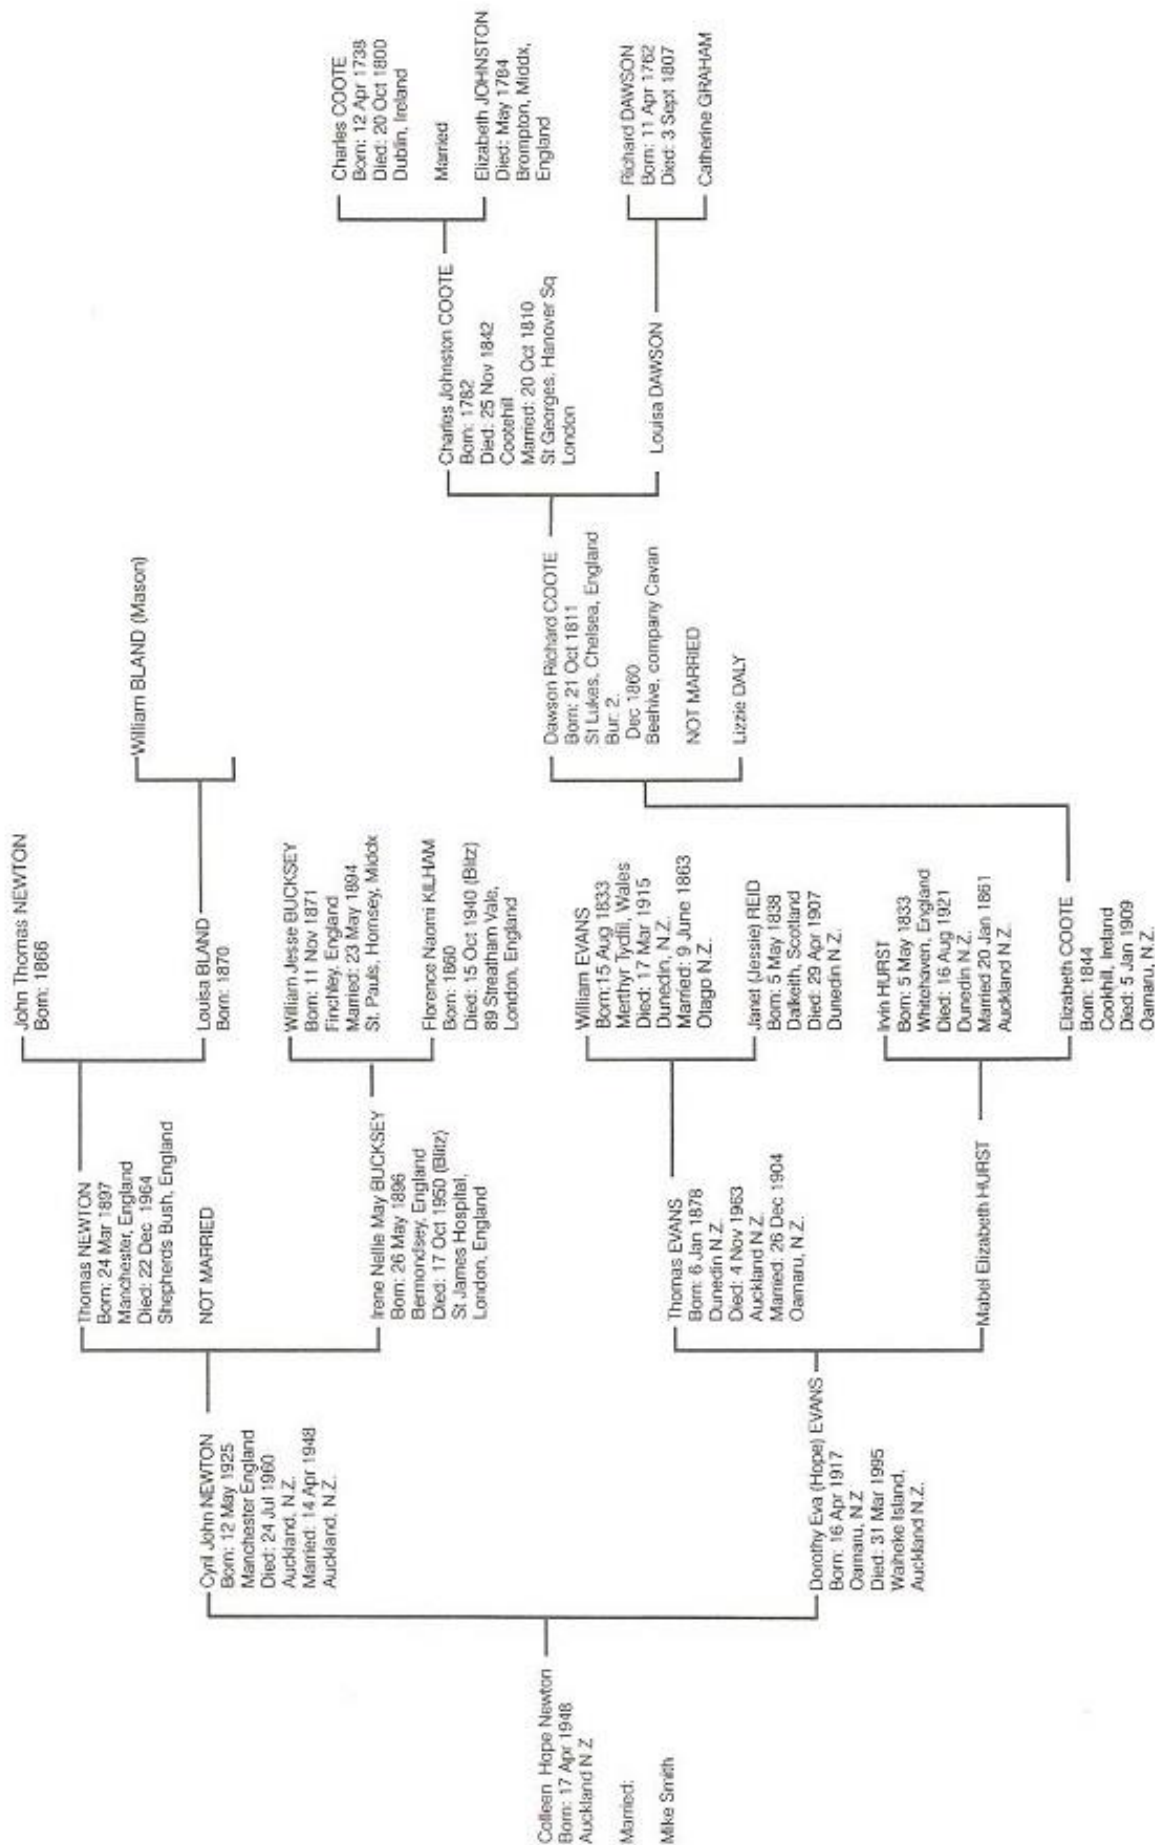 Colleen Hope Newton
Born: 17 Apr 1948
Auckland N.Z
Married:
Mike Smith
Cyril John NEWTON
Born: 12 May 1925
Manchester England
Died: 24 Jul 1960
Auckland, N.Z.
Married: 14 Apr 1948
Auckland, N.Z.
Dorothy Eva (Hope) EVANS
Born: 16 Apr 1917
Oamaru, N.Z
Died: 31 Mar 1995
Waiheke Island,
Auckland N.Z.
Thomas NEWTON
Born: 24 Mar 1897
Manchester, England
Died: 22 Dec 1964
Shepherds Bush, England
NOT MARRIED
Irene Nellie May BUCKSEY
Born: 26 May 1896
Bermondsey, England
Died: 17 Oct 1950 (Blitz)
St James Hospital,
London, England
Thomas EVANS
Born: 6 Jan 1878
Dunedin N.Z.
Died: 4 Nov 1963
Auckland N.Z.
Married: 26 Dec 1904
Oamaru, N.Z.
Mabel Elizabeth HURST
John Thomas NEWTON
Born: 1866
Louisa BLAND
Born: 1870
William Jesse BUCKSEY
Born: 11 Nov 1871
Finchley, England
Married: 23 May 1894
St. Pauls, Hornsey, Middx
Florence Naomi KILHAM
Born: 1860
Died: 15 Oct 1940 (Blitz)
89 Streatham Vale,
London, England
William EVANS
Born: 15 Aug 1833
Merthyr Tydfil, Wales
Died: 17 Mar 1915
Dunedin, N.Z.
Married: 9 June 1863
Otago N.Z.
Janet (Jessie) REID
Born: 5 May 1838
Dalkeith, Scotland
Died: 29 Apr 1907
Dunedin N.Z.
Irvin HURST
Born: 5 May 1833
Whitehaven, England
Died: 16 Aug 1921
Dunedin N.Z.
Married 20 Jan 1861
Auckland N.Z.
Elizabeth COOTE
Born: 1844
Cookhill, Ireland
Died: 5 Jan 1909
Oamaru, N.Z.
William BLAND (Mason)
Dawson Richard COOTE
Born: 21 Oct 1811
St Lukes, Chelsea, England
Bur: 2.
Dec 1860
Beehive, company Cavan
NOT MARRIED
Lizzie DALY
Charles Johnston COOTE
Born: 1782
Died: 25 Nov 1842
Cootehill
Married: 20 Oct 1810
St Georges, Hanover Sq
London
Louisa DAWSON
Charles COOTE
Born: 12 Apr 1738
Died: 20 Oct 1800
Dublin, Ireland
Married
Elizabeth JOHNSTON
Died: May 1784
Brompton, Middx,
England
Richard DAWSON
Born: 11 Apr 1762
Died: 3 Sept 1807
Catherine GRAHAM